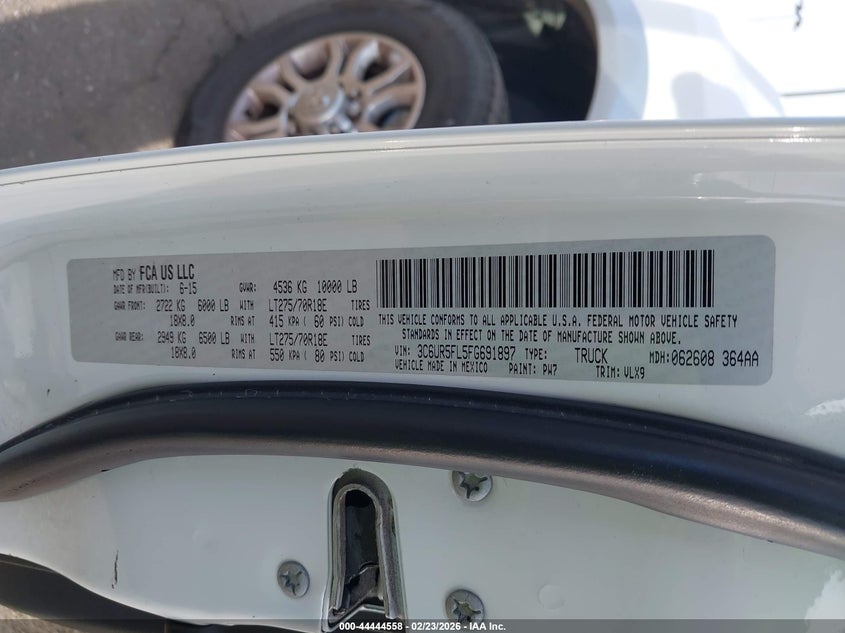 MFD BY FCA US LLC
DATE OF MFR(BUILT): 6-15 GVWR: 4536 KG 10000 LB
GAWR FRONT: 2722 KG 6000 LB WITH LT275/70R18E TIRES
18X8.0 RIMS AT 415 KPA ( 60 PSI) COLD
GAWR REAR: 2949 KG 6500 LB WITH LT275/70R18E TIRES
18X8.0 RIMS AT 550 KPA ( 80 PSI) COLD
THIS VEHICLE CONFORMS TO ALL APPLICABLE U.S.A. FEDERAL MOTOR VEHICLE SAFETY
STANDARDS IN EFFECT ON THE DATE OF MANUFACTURE SHOWN ABOVE.
VIN: 3C6UR5FL5FG691897 TYPE: TRUCK MDH:062608 364AA
VEHICLE MADE IN MEXICO PAINT: PW7 TRIM: VLX9
000-44444558 | 02/23/2026 - IAA Inc.